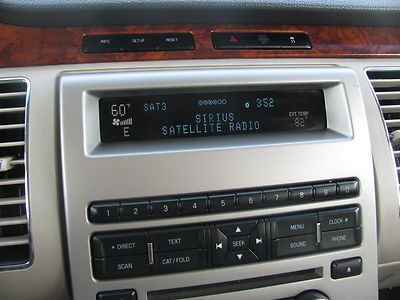 INFO SETUP RESET
60°F SAT3 3:52
SIRIUS EXT TEMP
E SATELLITE RADIO 82°
1 2 3 4 5 6 7 8 9 0
DIRECT TEXT SEEK MENU CLOCK
SCAN CAT/FOLD SOUND PHONE